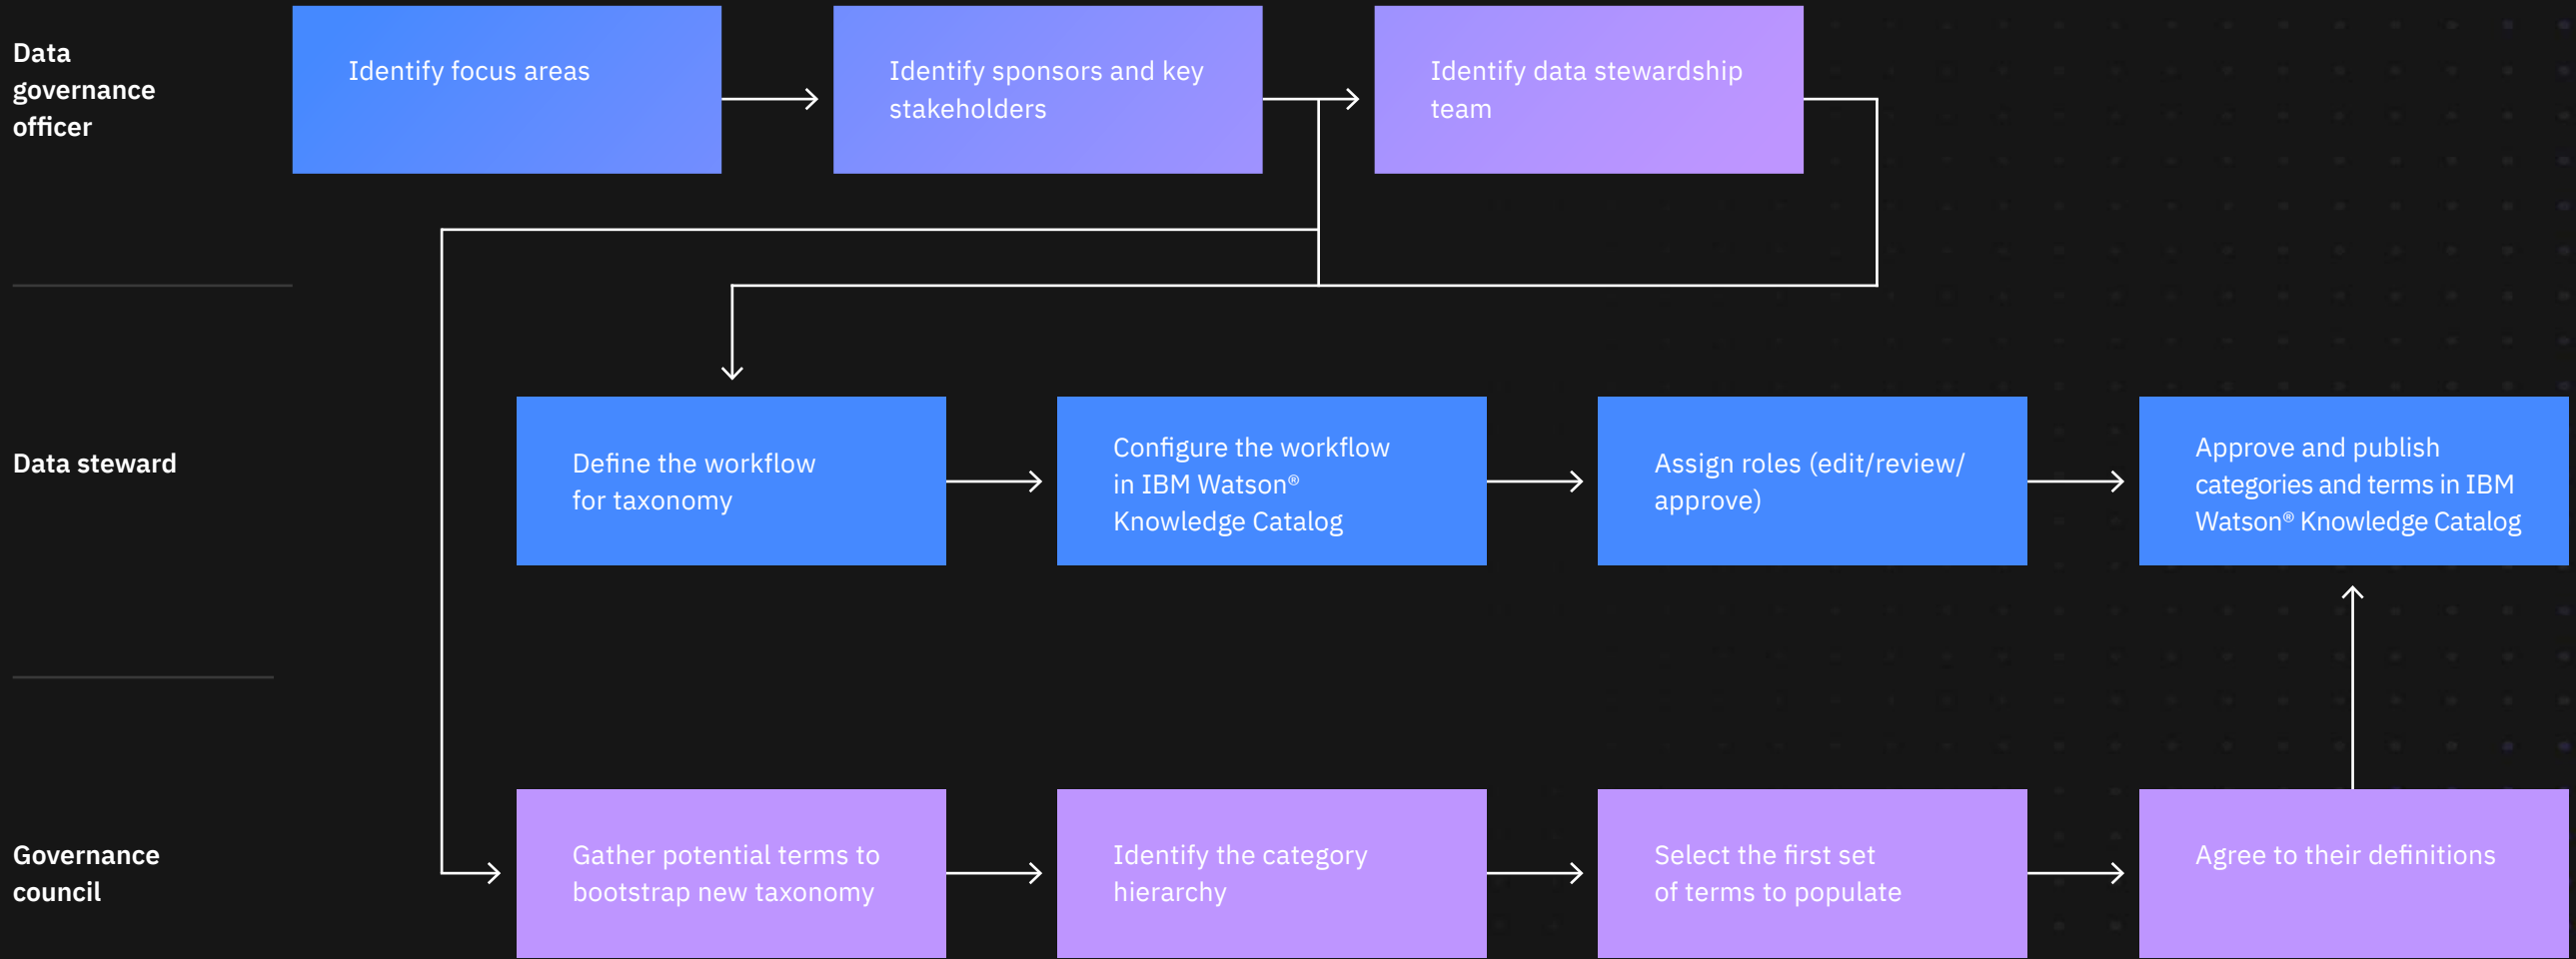 Data
governance
officer
Identify focus areas
Identify sponsors and key
stakeholders
Identify data stewardship
team
Data steward
Define the workflow
for taxonomy
Configure the workflow
in IBM Watson®
Knowledge Catalog
Assign roles (edit/review/
approve)
Approve and publish
categories and terms in IBM
Watson® Knowledge Catalog
Governance
council
Gather potential terms to
bootstrap new taxonomy
Identify the category
hierarchy
Select the first set
of terms to populate
Agree to their definitions